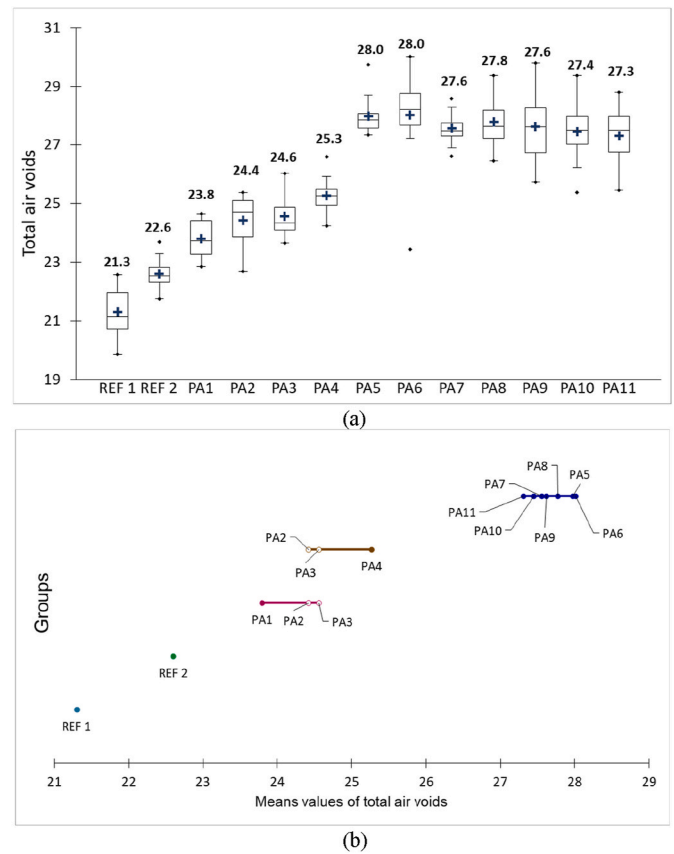 31
29
27
25
23
21
19
Total air voids
21.3
22.6
23.8
24.4
24.6
25.3
28.0
28.0
27.6
27.8
27.6
27.4
27.3
REF 1 REF 2 PA1 PA2 PA3 PA4 PA5 PA6 PA7 PA8 PA9 PA10 PA11
(a)
Groups
PA8
PA7
PA5
PA11
PA10
PA9
PA6
PA2
PA3
PA4
PA1
PA2
PA3
REF 2
REF 1
21 22 23 24 25 26 27 28 29
Means values of total air voids
(b)